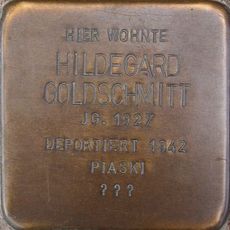 HIER WOHNTE
HILDEGARD
GOLDSCHMITT
JG. 1927
DEPORTIERT 1942
PIASKI
???